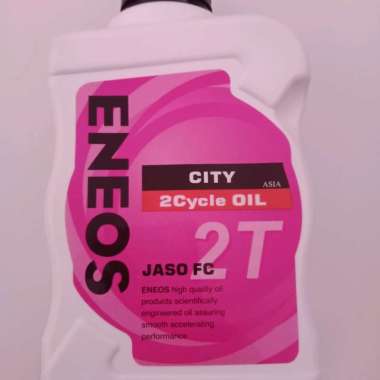 ENEOS
CITY
ASIA
2Cycle OIL
2T
JASO FC
ENEOS high quality oil
products scientifically
engineered oil assuring
smooth accelerating
performance